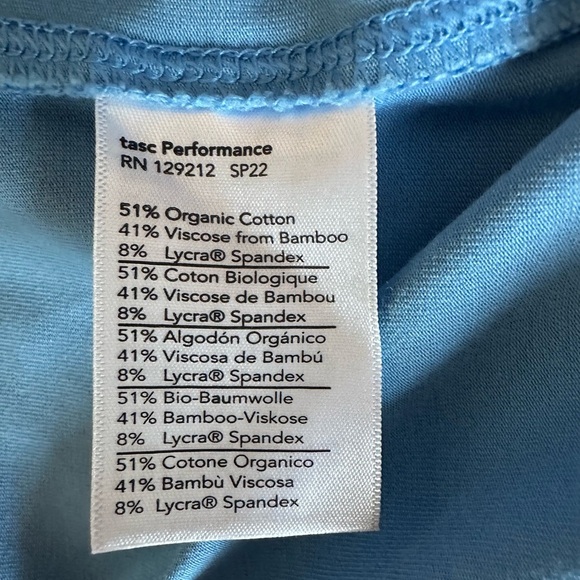 tasc Performance
RN 129212 SP22
51% Organic Cotton
41% Viscose from Bamboo
8% Lycra® Spandex
51% Coton Biologique
41% Viscose de Bambou
8% Lycra® Spandex
51% Algodón Orgánico
41% Viscosa de Bambú
8% Lycra® Spandex
51% Bio-Baumwolle
41% Bamboo-Viskose
8% Lycra® Spandex
51% Cotone Organico
41% Bambù Viscosa
8% Lycra® Spandex